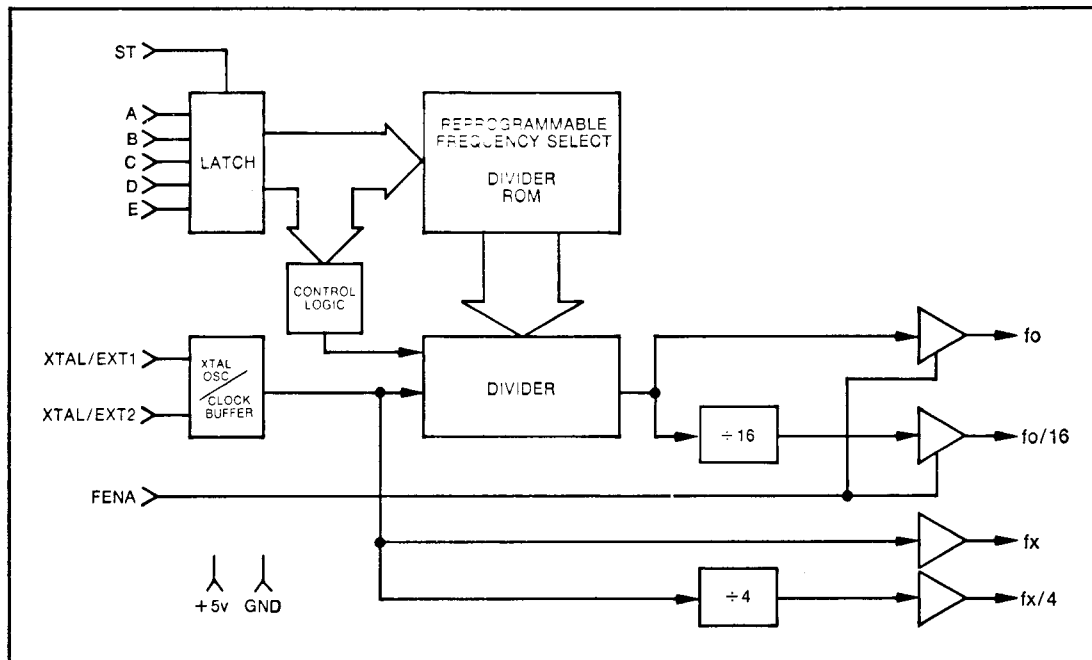 ST
A
B
C
D
E
LATCH
REPROGRAMMABLE
FREQUENCY SELECT
DIVIDER
ROM
CONTROL
LOGIC
XTAL/EXT1
XTAL/EXT2
XTAL
OSC
CLOCK
BUFFER
DIVIDER
fo
÷16
fo/16
FENA
fx
÷4
fx/4
+5v
GND